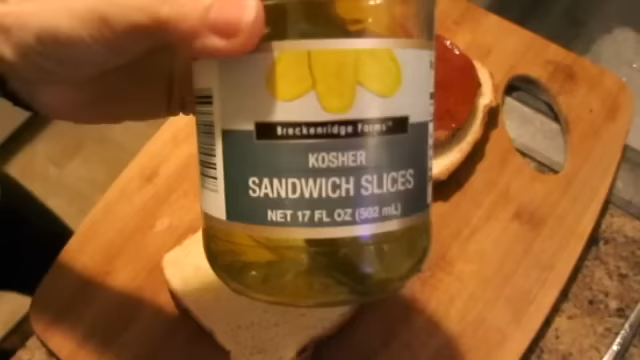 Breckenridge Farms™
KOSHER
SANDWICH SLICES
NET 17 FL OZ (502 mL)